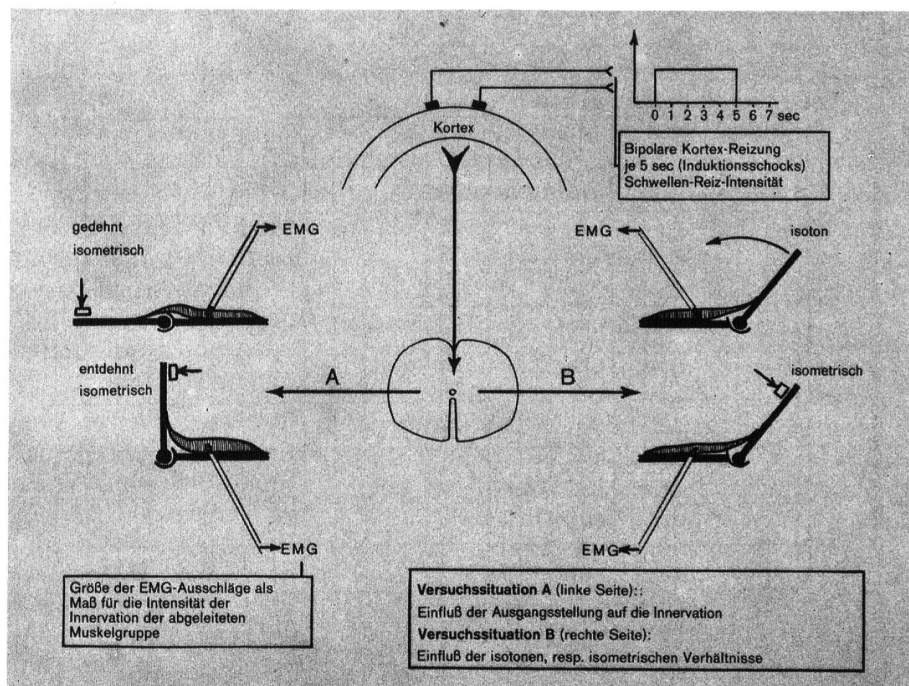 Kortex
0 1 2 3 4 5 6 7 sec
Bipolare Kortex-Reizung
je 5 sec (Induktionsschocks)
Schwellen-Reiz-Intensität
gedehnt
isometrisch
EMG
EMG
isoton
entdehnt
isometrisch
A
B
isometrisch
EMG
EMG
Größe der EMG-Ausschläge als
Maß für die Intensität der
Innervation der abgeleiteten
Muskelgruppe
Versuchssituation A (linke Seite)::
Einfluß der Ausgangsstellung auf die Innervation
Versuchssituation B (rechte Seite):
Einfluß der isotonen, resp. isometrischen Verhältnisse